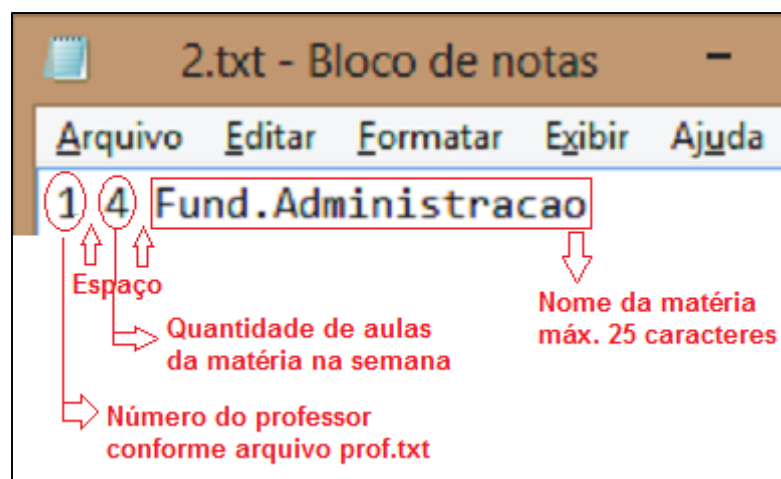 2.txt - Bloco de notas
Arquivo Editar Formatar Exibir Ajuda
1 4 Fund.Administracao
Espaço
Nome da matéria
máx. 25 caracteres
Quantidade de aulas
da matéria na semana
Número do professor
conforme arquivo prof.txt